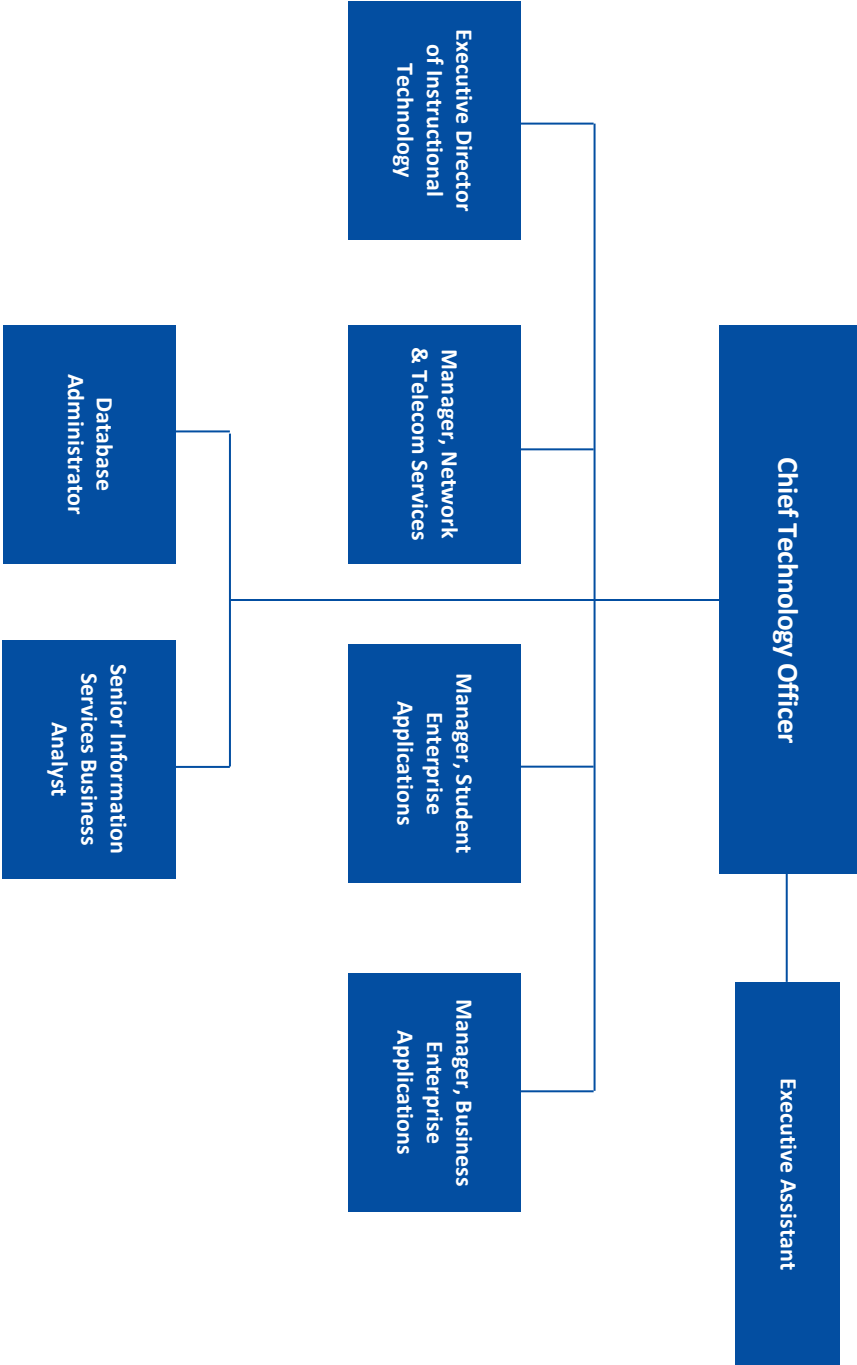 Chief Technology Officer
Executive Assistant
Executive Director
of Instructional
Technology
Manager, Network
& Telecom Services
Manager, Student
Enterprise
Applications
Manager, Business
Enterprise
Applications
Database
Administrator
Senior Information
Services Business
Analyst